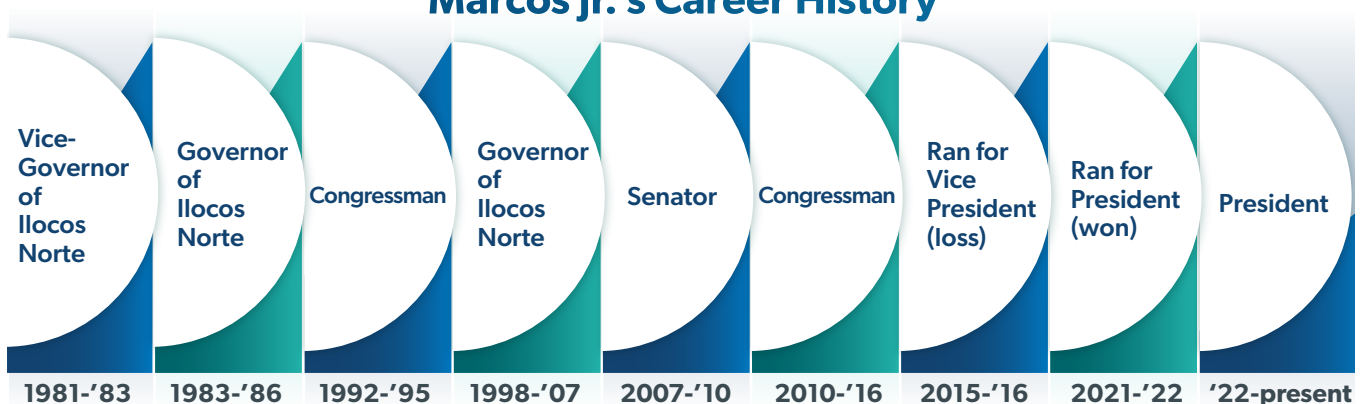 Marcos Jr.'s Career History
Vice-
Governor
of
Ilocos
Norte
1981-’83
Governor
of
Ilocos
Norte
1983-’86
Congressman
1992-’95
Governor
of
Ilocos
Norte
1998-’07
Senator
2007-’10
Congressman
2010-’16
Ran for
Vice
President
(loss)
2015-’16
Ran for
President
(won)
2021-’22
President
’22-present